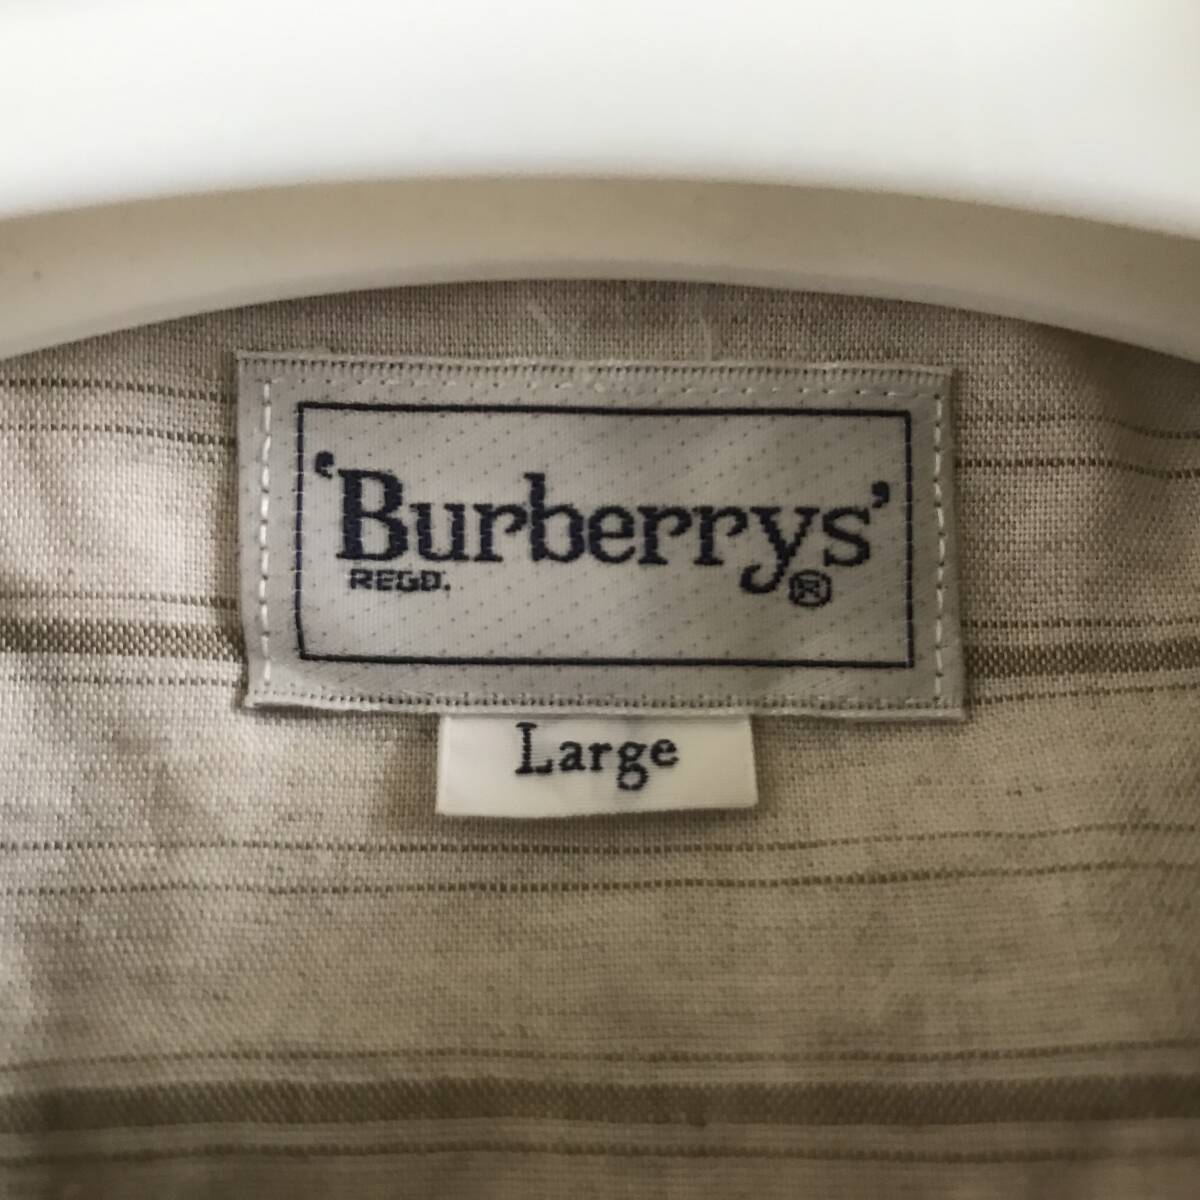 ‘Burberrys’
REGD. ®
Large